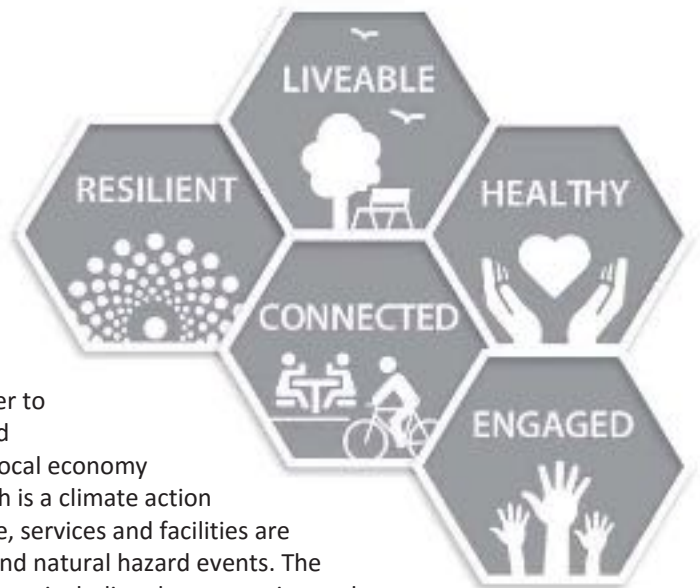 LIVEABLE
RESILIENT
HEALTHY
CONNECTED
ENGAGED
er to
d
ocal economy
h is a climate action
e, services and facilities are
nd natural hazard events. The